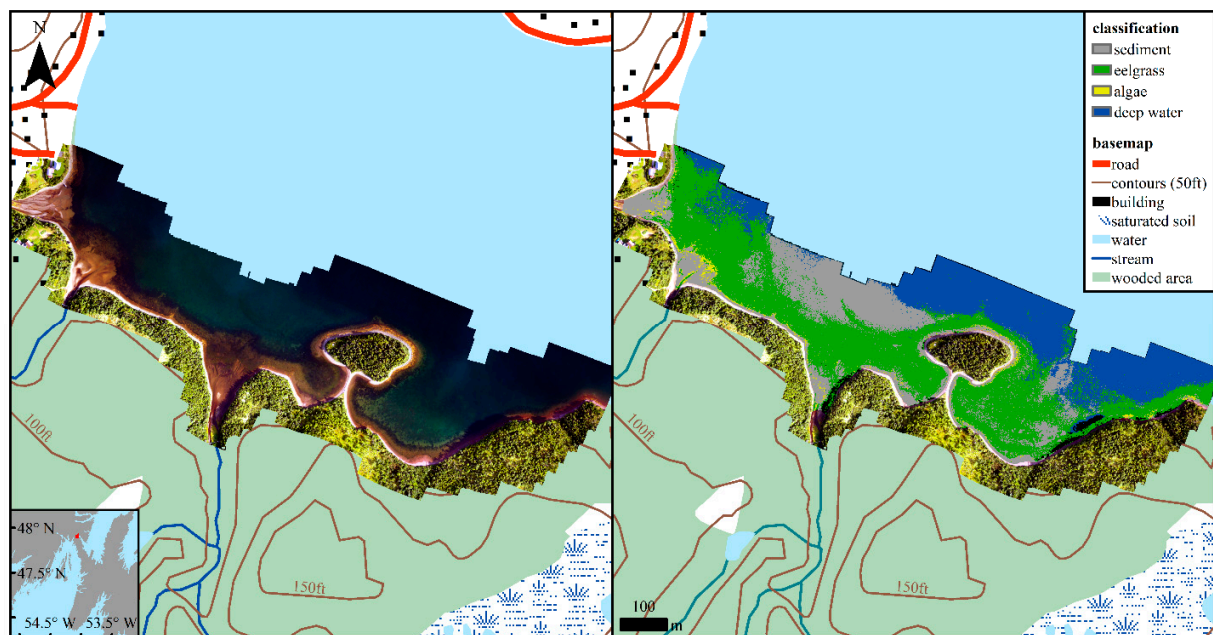 N
100ft
150ft
48° N
47.5° N
54.5° W 53.5° W
classification
sediment
eelgrass
algae
deep water
basemap
road
contours (50ft)
building
saturated soil
water
stream
wooded area
100ft
150ft
100
m